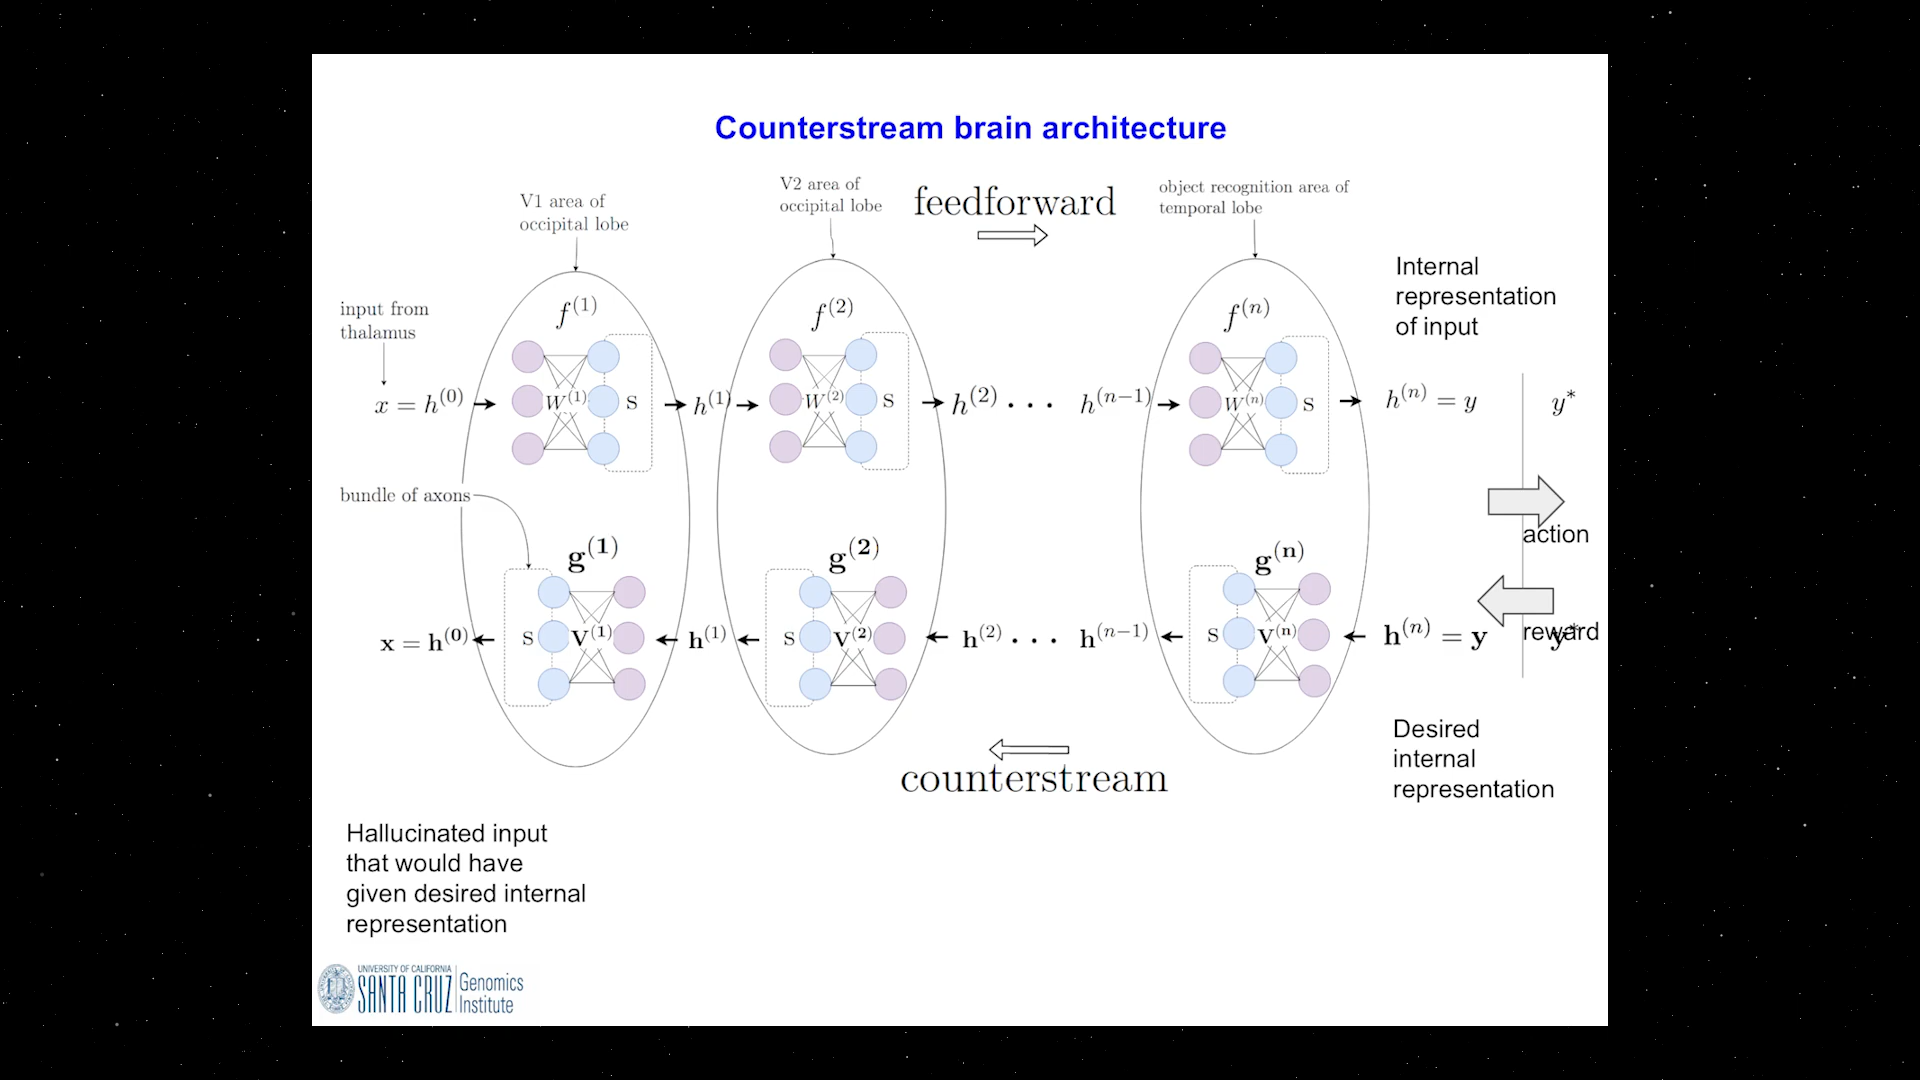 Counterstream brain architecture
V1 area of
occipital lobe
V2 area of
occipital lobe
feedforward
object recognition area of
temporal lobe
Internal
representation
of input
input from
thalamus
f^(1)
f^(2)
f^(n)
x = h^(0)
W^(1)
S
h^(1)
W^(2)
S
h^(2) . . .
h^(n−1)
W^(n)
S
h^(n) = y
y*
bundle of axons
action
g^(1)
g^(2)
g^(n)
x = h^(0)
S
V^(1)
h^(1)
S
V^(2)
h^(2) . . .
h^(n−1)
S
V^(n)
h^(n) = y
reward
y*
counterstream
Desired
internal
representation
Hallucinated input
that would have
given desired internal
representation
UNIVERSITY OF CALIFORNIA
SANTA CRUZ
Genomics
Institute